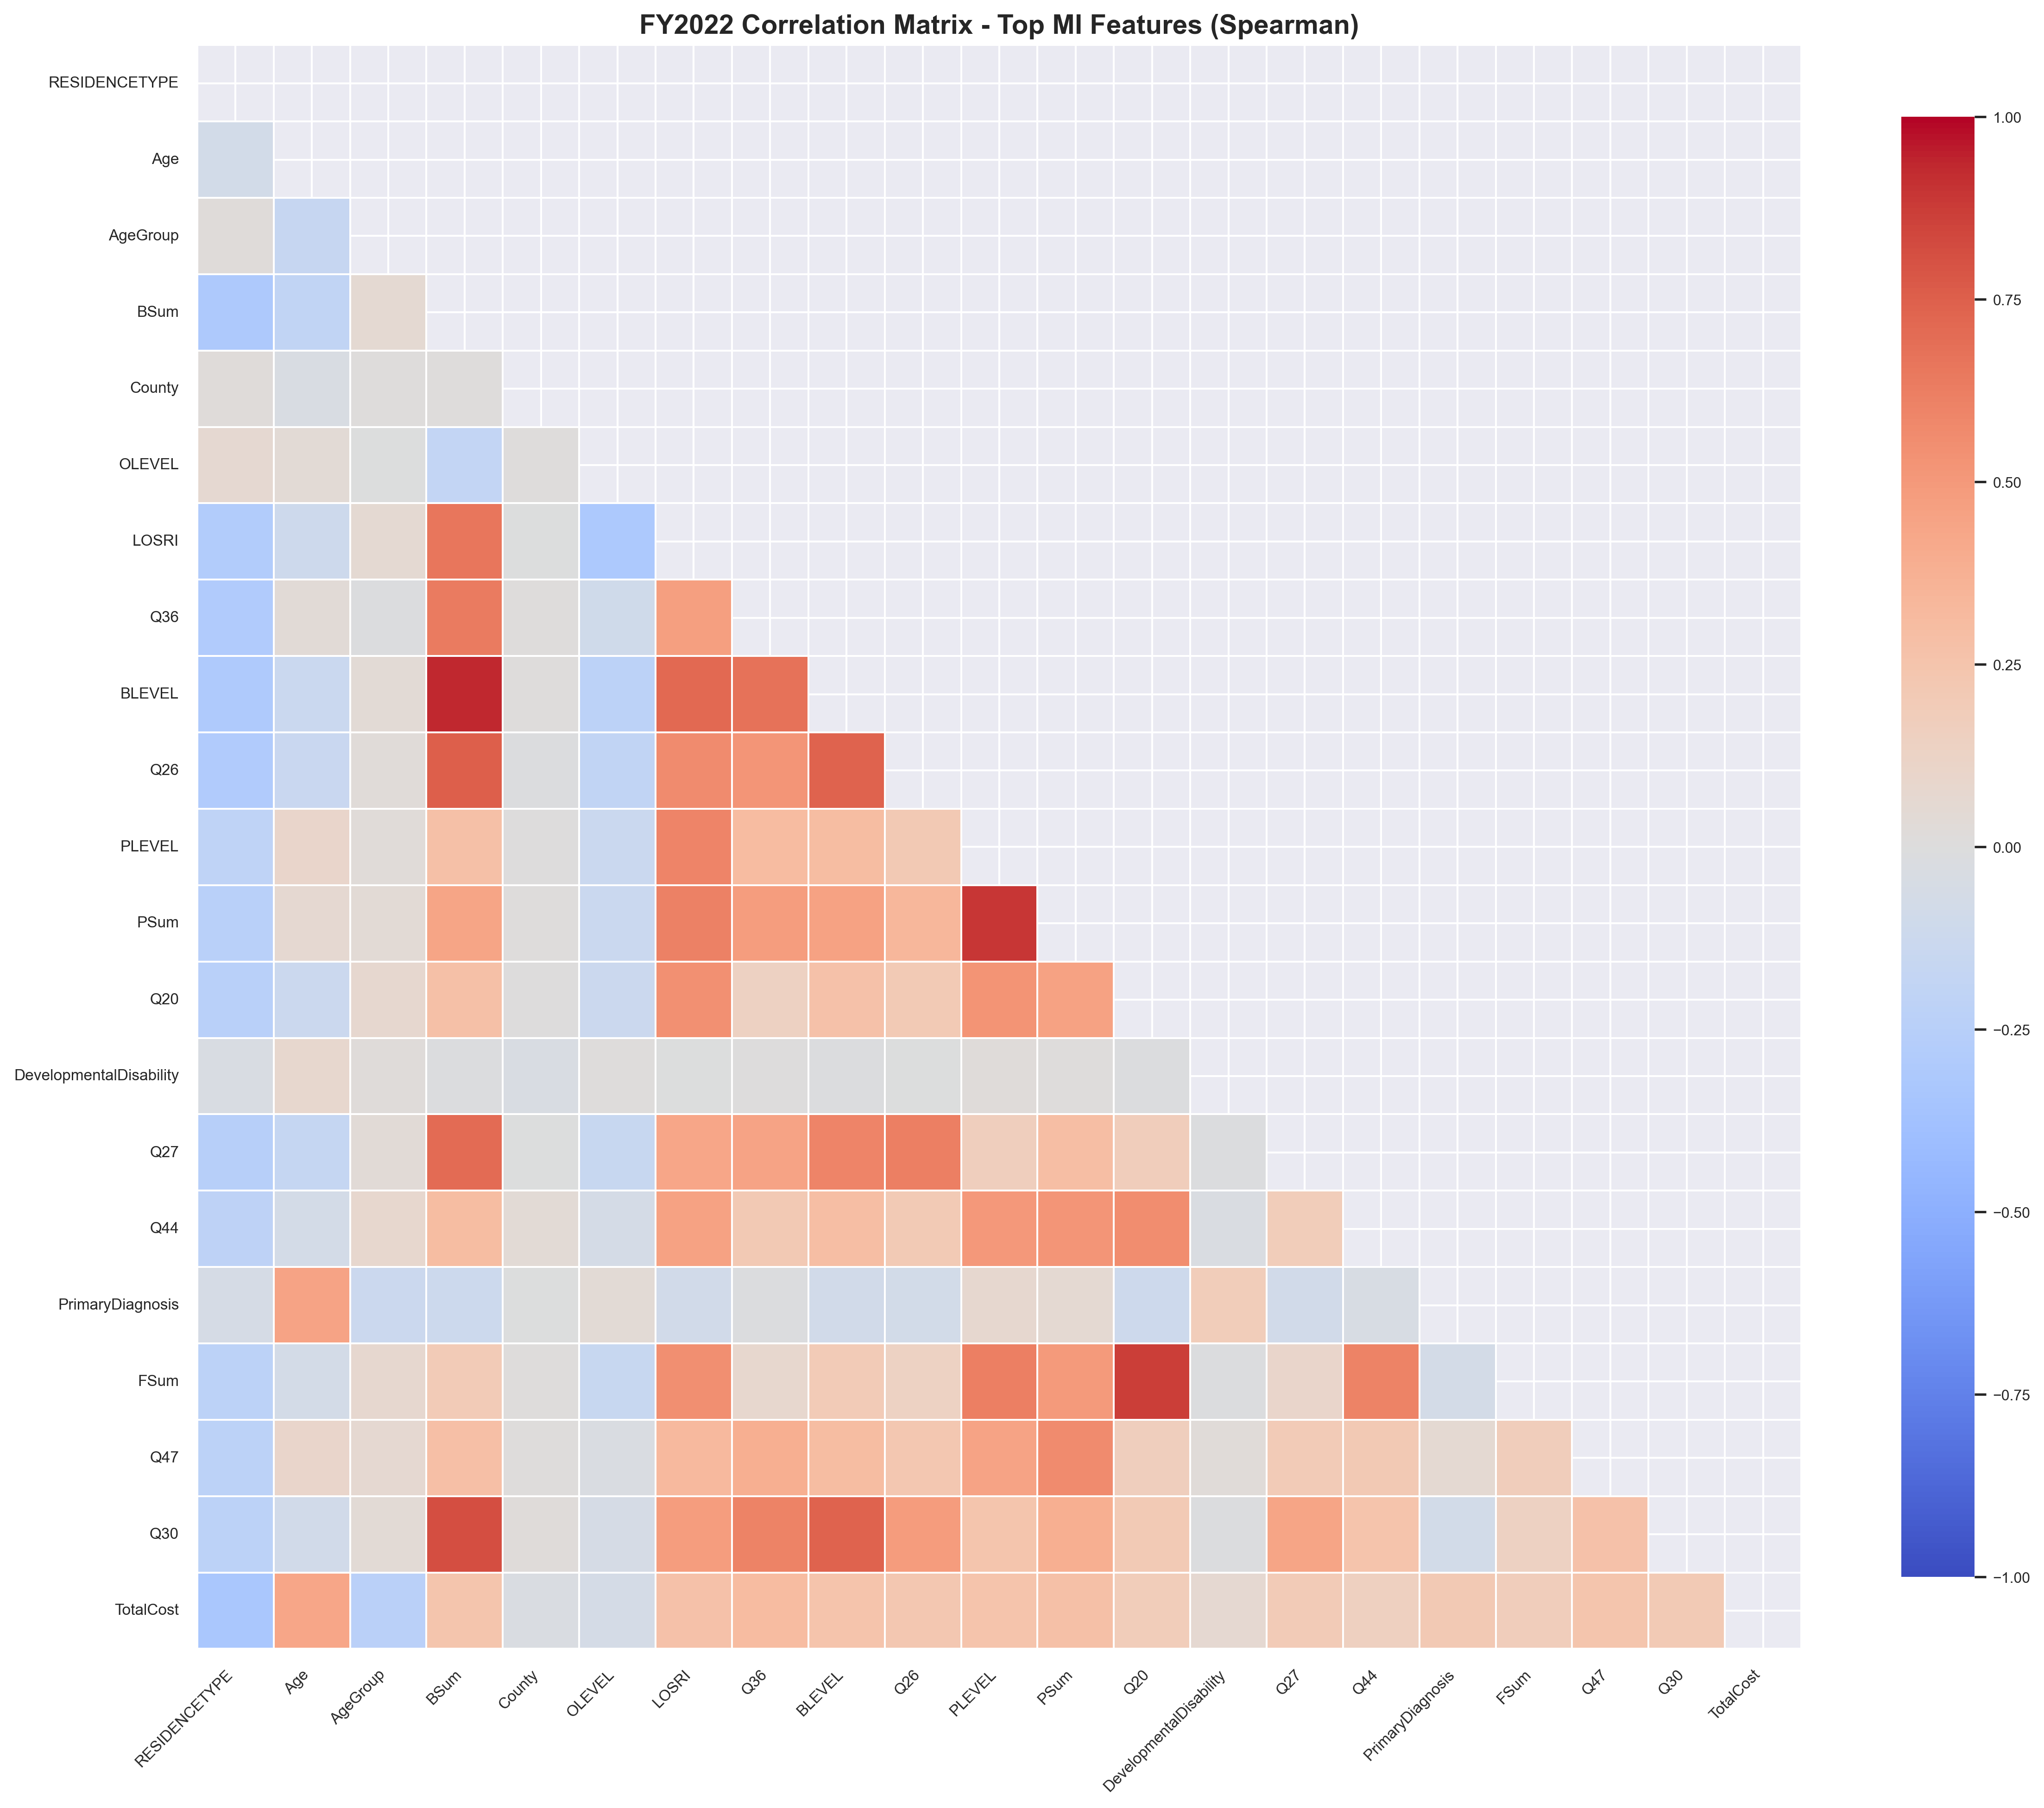 FY2022 Correlation Matrix - Top MI Features (Spearman)
RESIDENCETYPE
Age
AgeGroup
BSum
County
OLEVEL
LOSRI
Q36
BLEVEL
Q26
PLEVEL
PSum
Q20
DevelopmentalDisability
Q27
Q44
PrimaryDiagnosis
FSum
Q47
Q30
TotalCost
RESIDENCETYPE
Age
AgeGroup
BSum
County
OLEVEL
LOSRI
Q36
BLEVEL
Q26
PLEVEL
PSum
Q20
DevelopmentalDisability
Q27
Q44
PrimaryDiagnosis
FSum
Q47
Q30
TotalCost
1.00
0.75
0.50
0.25
0.00
−0.25
−0.50
−0.75
−1.00